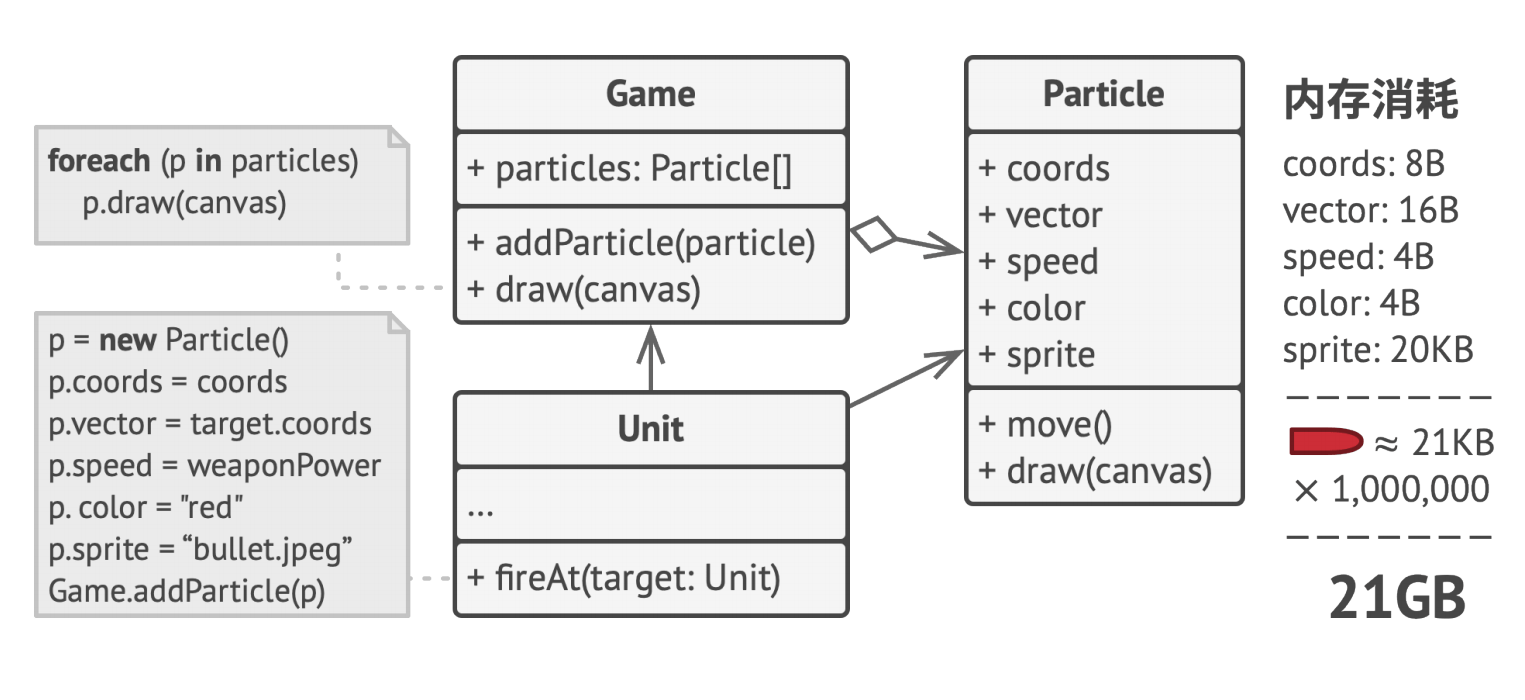 foreach (p in particles)
p.draw(canvas)
p = new Particle()
p.coords = coords
p.vector = target.coords
p.speed = weaponPower
p. color = "red"
p.sprite = “bullet.jpeg”
Game.addParticle(p)
Game
+ particles: Particle[]
+ addParticle(particle)
+ draw(canvas)
Unit
...
+ fireAt(target: Unit)
Particle
+ coords
+ vector
+ speed
+ color
+ sprite
+ move()
+ draw(canvas)
内存消耗
coords: 8B
vector: 16B
speed: 4B
color: 4B
sprite: 20KB
≈ 21KB
× 1,000,000
21GB